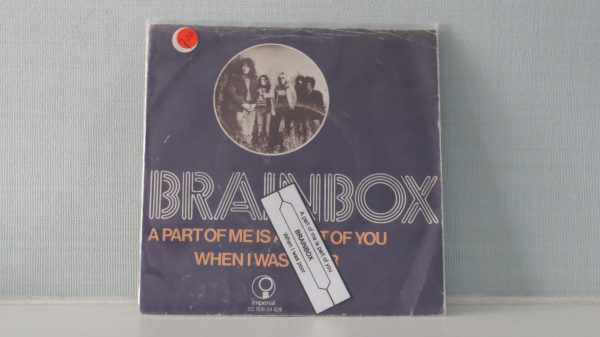 BRAINBOX
A PART OF ME IS A PART OF YOU
WHEN I WAS
imperial
5C 006-24 429
A part of me is part of you
BRAINBOX
When I was poor